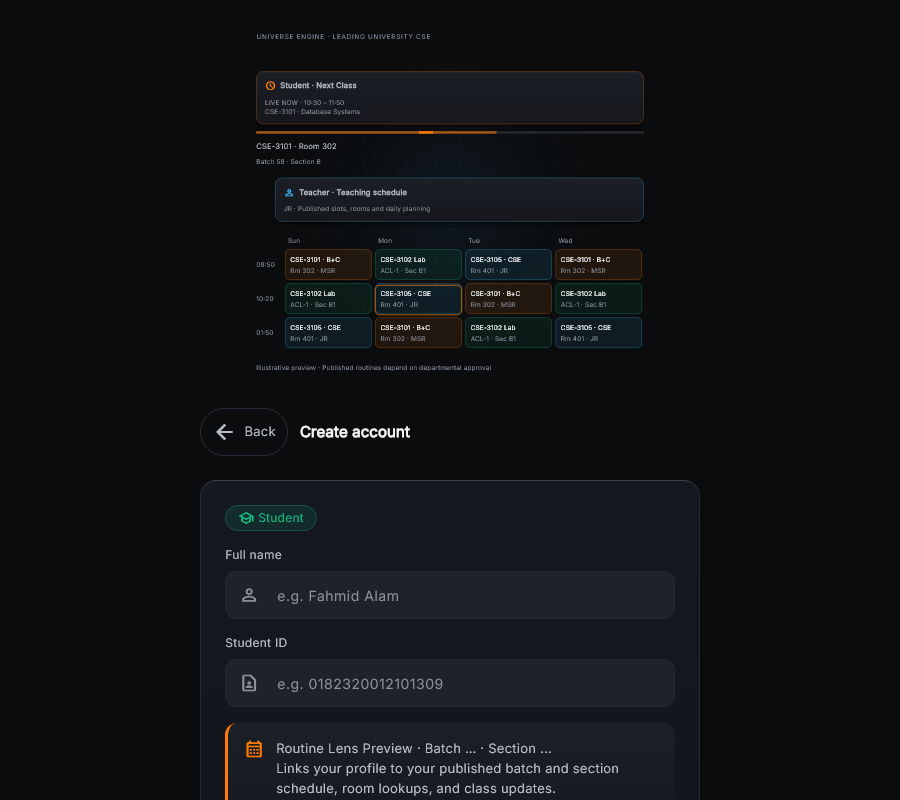 UNIVERSE ENGINE · LEADING UNIVERSITY CSE
Student · Next Class
LIVE NOW · 10:30 – 11:50
CSE-3101 · Database Systems
CSE-3101 · Room 302
Batch 58 · Section B
Teacher · Teaching schedule
JR · Published slots, rooms and daily planning
Sun Mon Tue Wed
08:50 CSE-3101 · B+C CSE-3102 Lab CSE-3105 · CSE CSE-3101 · B+C
Rm 302 · MSR ACL-1 · Sec B1 Rm 401 · JR Rm 302 · MSR
10:20 CSE-3102 Lab CSE-3105 · CSE CSE-3101 · B+C CSE-3102 Lab
ACL-1 · Sec B1 Rm 401 · JR Rm 302 · MSR ACL-1 · Sec B1
01:50 CSE-3105 · CSE CSE-3101 · B+C CSE-3102 Lab CSE-3105 · CSE
Rm 401 · JR Rm 302 · MSR ACL-1 · Sec B1 Rm 401 · JR
Illustrative preview · Published routines depend on departmental approval
Back Create account
Student
Full name
e.g. Fahmid Alam
Student ID
e.g. 0182320012101309
Routine Lens Preview · Batch ... · Section ...
Links your profile to your published batch and section
schedule, room lookups, and class updates.